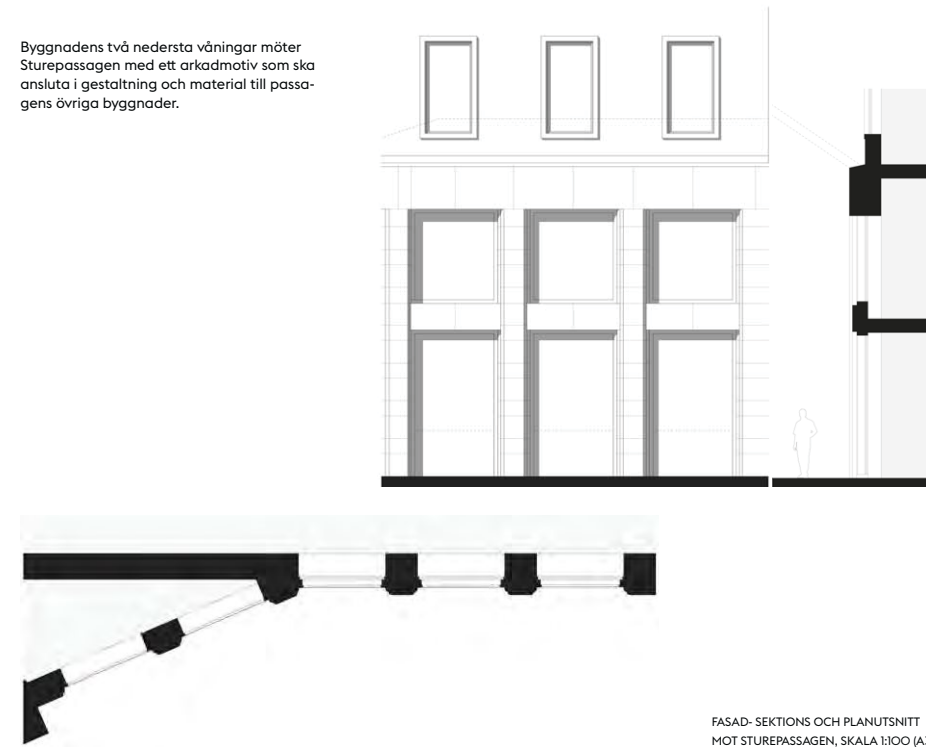 Byggnadens två nedersta våningar möter
Sturepassagen med ett arkadmotiv som ska
ansluta i gestaltning och material till passa-
gens övriga byggnader.
FASAD- SEKTIONS OCH PLANUTSNITT
MOT STUREPASSAGEN, SKALA 1:100